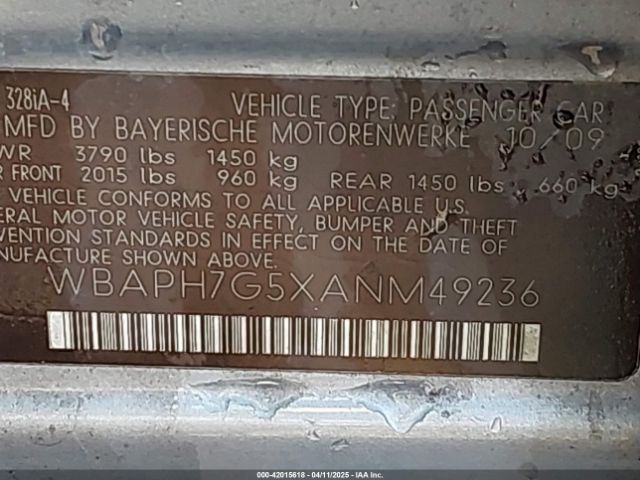 328iA-4
VEHICLE TYPE: PASSENGER CAR
MFD BY BAYERISCHE MOTORENWERKE 10/09
WR 3790 lbs 1450 kg
R FRONT 2015 lbs 960 kg REAR 1450 lbs 660 kg
VEHICLE CONFORMS TO ALL APPLICABLE U.S.
ERAL MOTOR VEHICLE SAFETY, BUMPER AND THEFT
VENTION STANDARDS IN EFFECT ON THE DATE OF
ANUFACTURE SHOWN ABOVE.
WBAPH7G5XANM49236
000-42015618 · 04/11/2025 · IAA Inc.